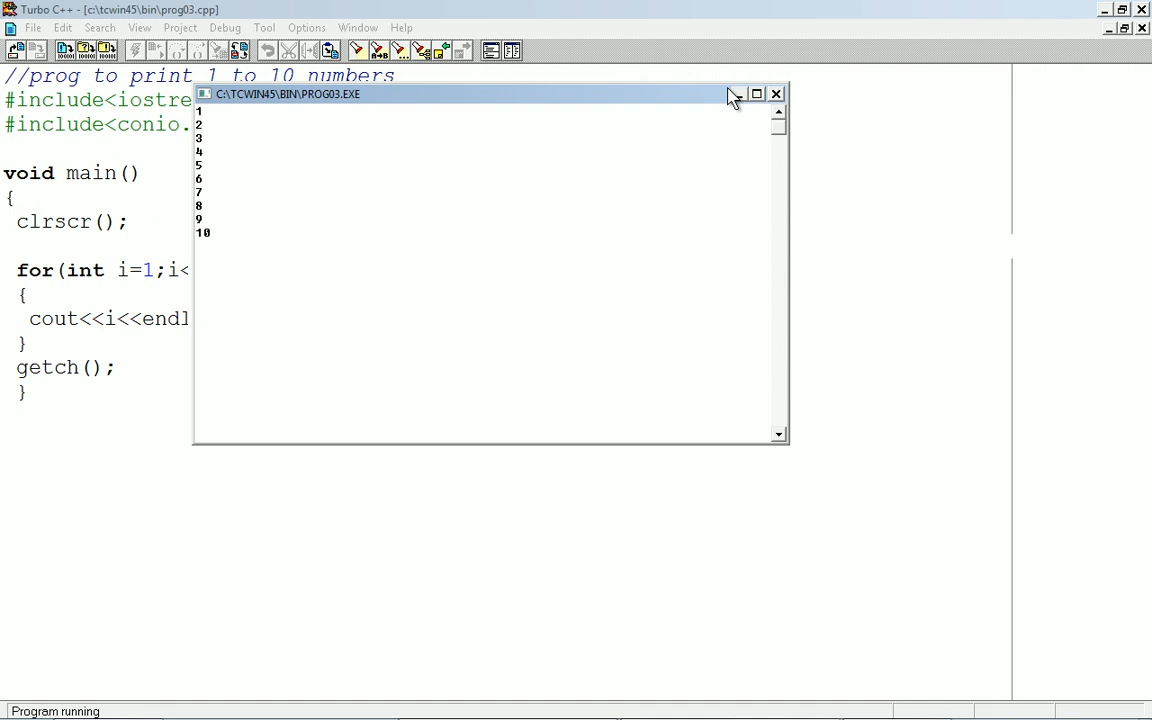 Turbo C++ - [c:\tcwin45\bin\prog03.cpp]
File Edit Search View Project Debug Tool Options Window Help
//prog to print 1 to 10 numbers
#include<iostre
#include<conio.
void main()
{
clrscr();
for(int i=1;i<
{
cout<<i<<endl
}
getch();
}
C:\TCWIN45\BIN\PROG03.EXE
1
2
3
4
5
6
7
8
9
10
Program running